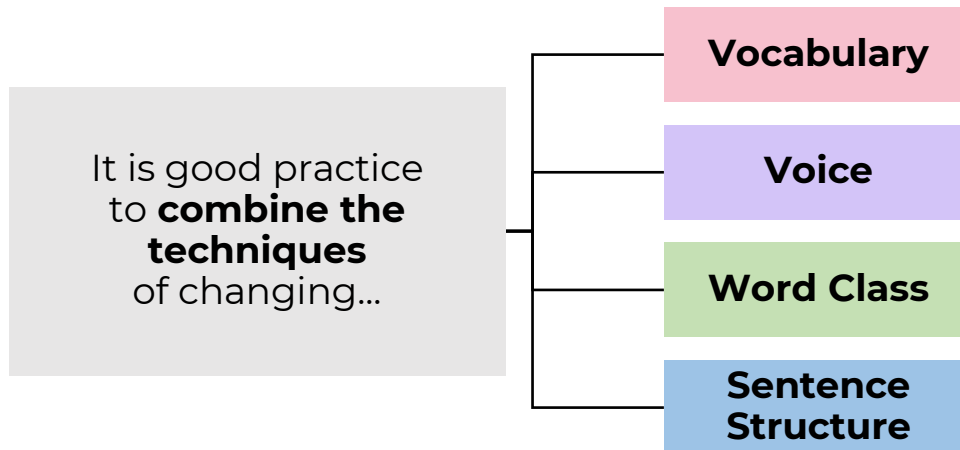 It is good practice
to combine the
techniques
of changing...
Vocabulary
Voice
Word Class
Sentence
Structure